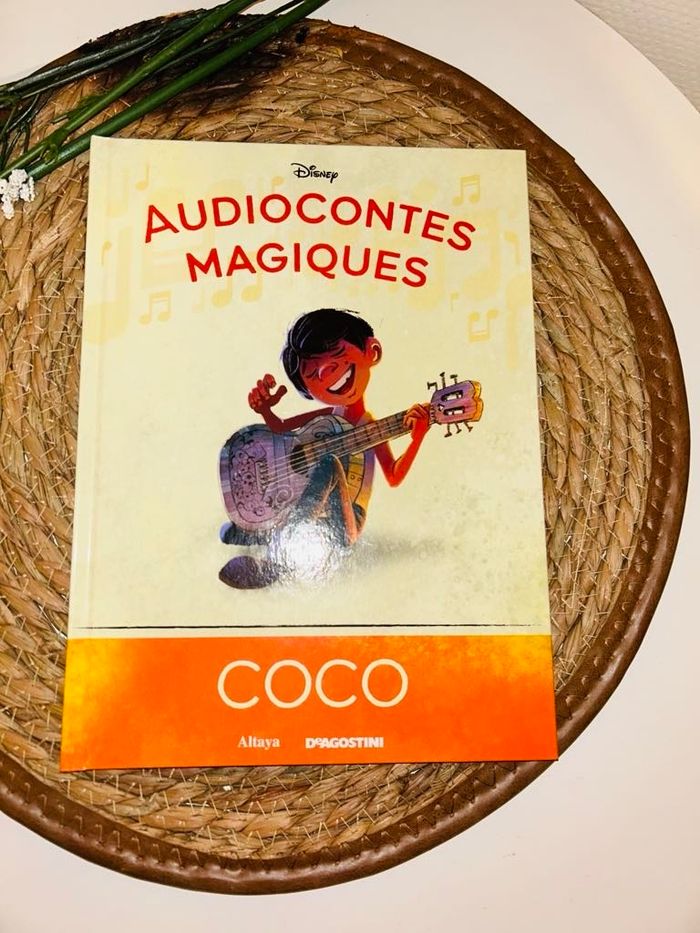 Disney
AUDIOCONTES
MAGIQUES
COCO
Altaya DeAGOSTINI